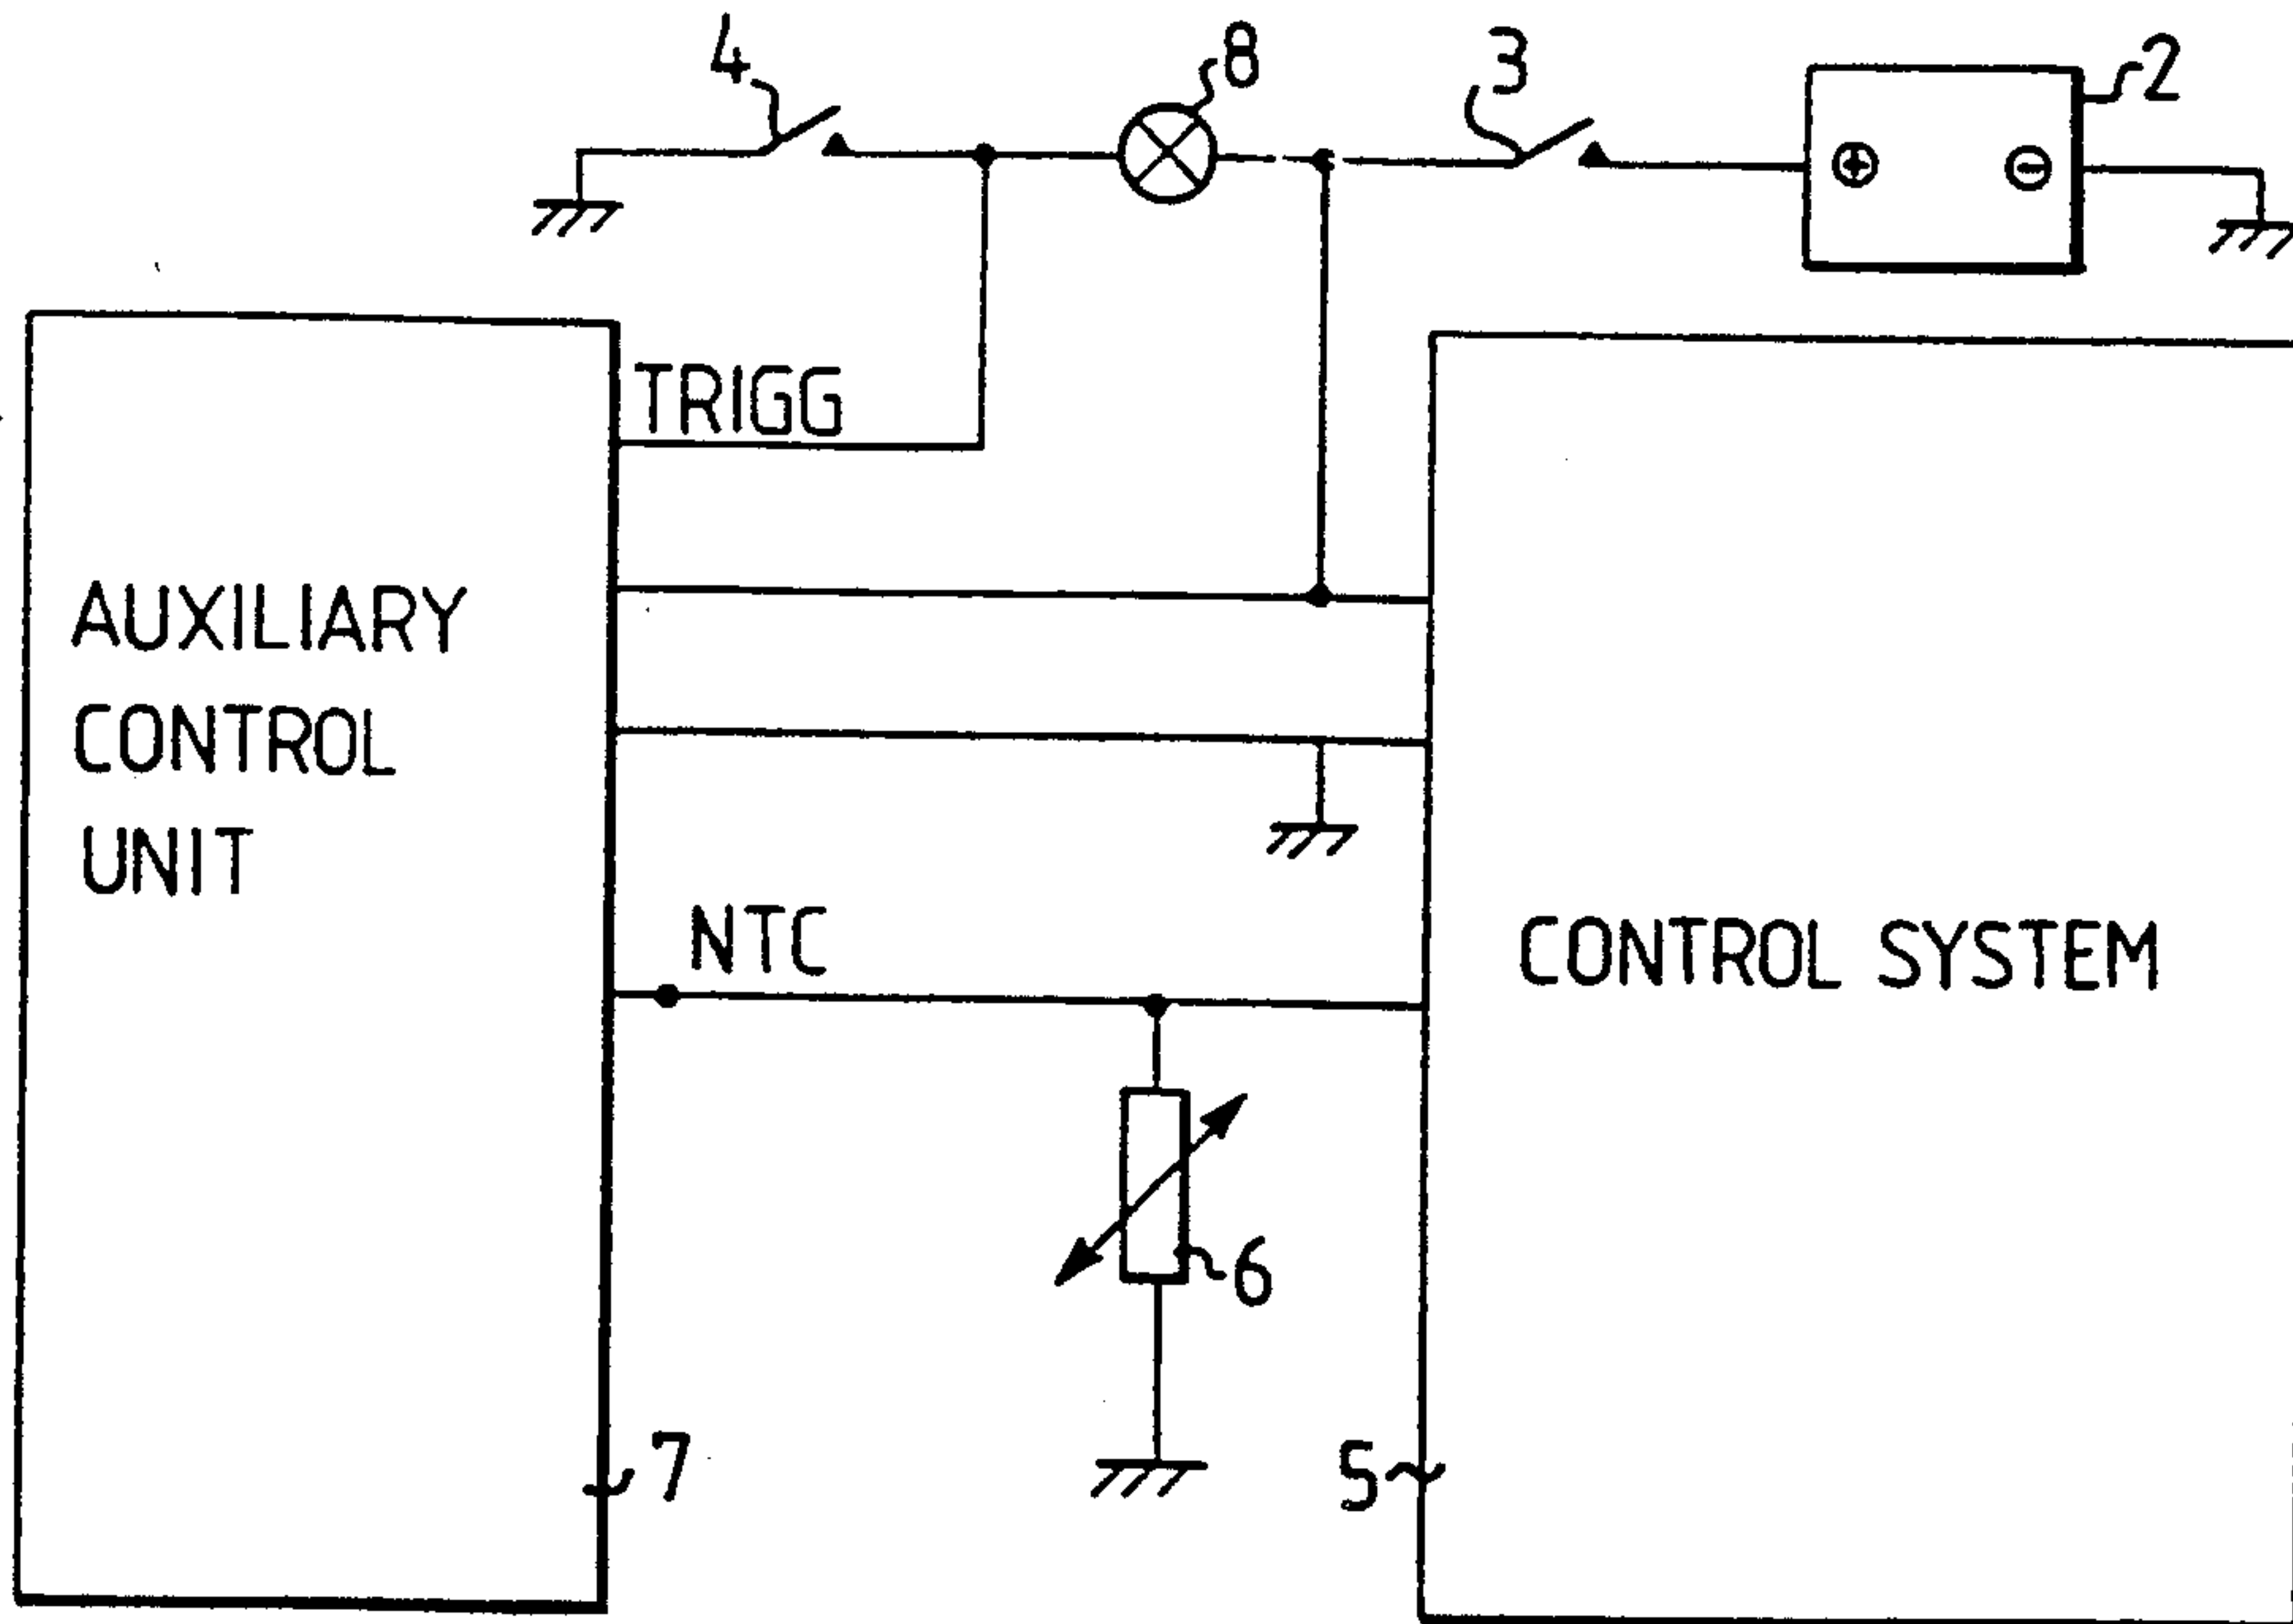 4
8
3
2
⊕
⊖
TRIGG
AUXILIARY
CONTROL
UNIT
NTC
CONTROL SYSTEM
6
7
5